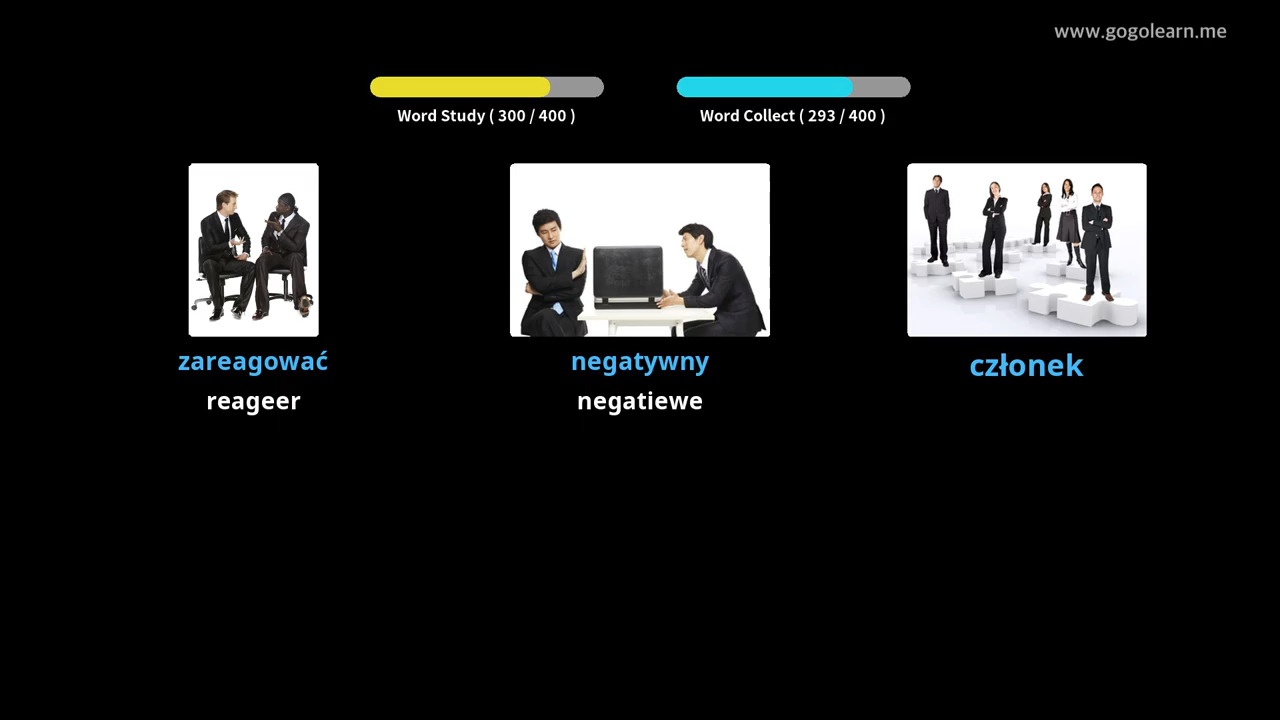 www.gogolearn.me
Word Study ( 300 / 400 )
Word Collect ( 293 / 400 )
zareagować
reageer
negatywny
negatiewe
członek